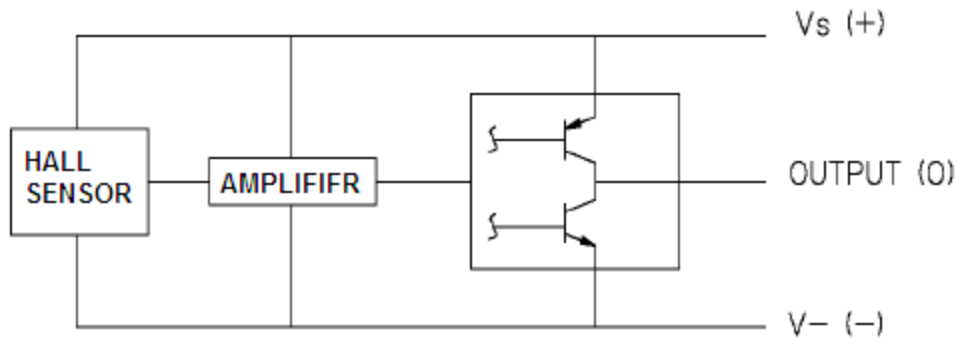 Vs (+)
HALL
SENSOR
AMPLIFIFR
OUTPUT (O)
V- (-)